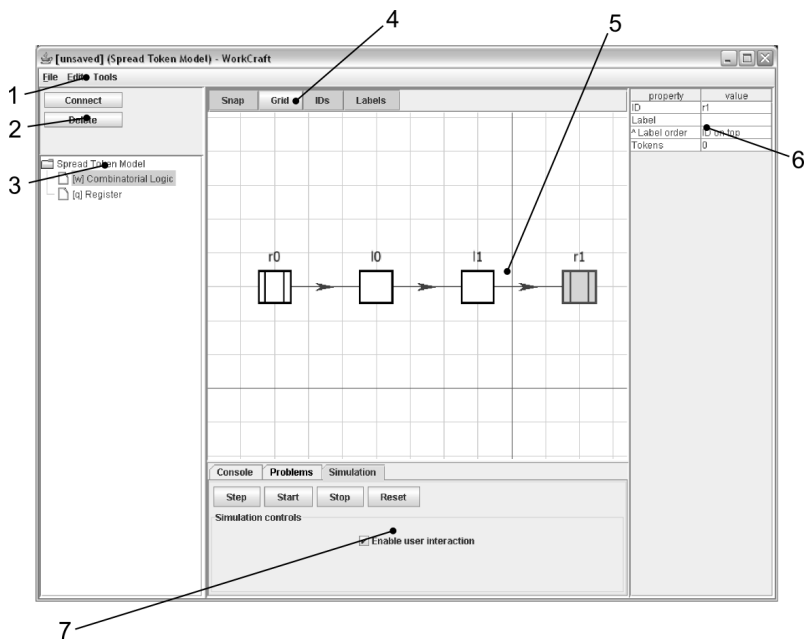 4
5
[unsaved] (Spread Token Model) - WorkCraft
File Edit Tools
1
Connect
Snap Grid IDs Labels
property value
ID r1
2
Delete
Label
^ Label order ID on top
6
Tokens 0
3
Spread Token Model
[w] Combinatorial Logic
[q] Register
r0 l0 l1 r1
Console Problems Simulation
Step Start Stop Reset
Simulation controls
Enable user interaction
7